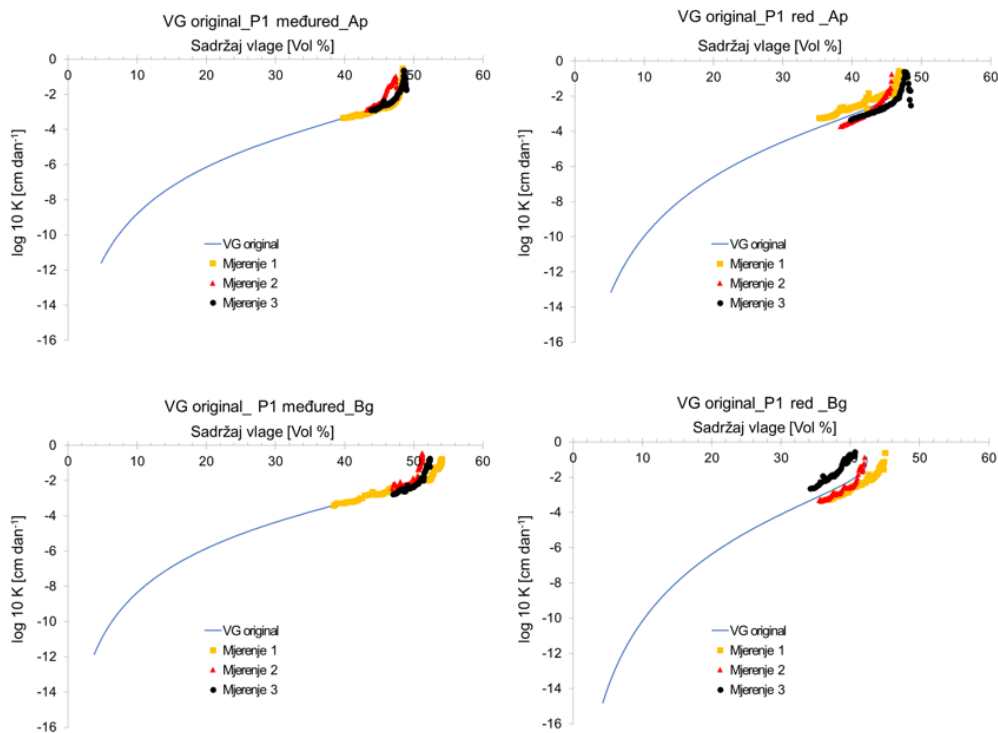 VG original_P1 međured_Ap
Sadržaj vlage [Vol %]
0 10 20 30 40 50 60
0
-2
-4
-6
-8
-10
-12
-14
-16
log 10 K [cm dan⁻¹]
VG original
Mjerenje 1
Mjerenje 2
Mjerenje 3
VG original_P1 red _Ap
Sadržaj vlage [Vol %]
0 10 20 30 40 50 60
0
-2
-4
-6
-8
-10
-12
-14
-16
log 10 K [cm dan⁻¹]
VG original
Mjerenje 1
Mjerenje 2
Mjerenje 3
VG original_ P1 međured_Bg
Sadržaj vlage [Vol %]
0 10 20 30 40 50 60
0
-2
-4
-6
-8
-10
-12
-14
-16
log 10 K [cm dan⁻¹]
VG original
Mjerenje 1
Mjerenje 2
Mjerenje 3
VG original_P1 red _Bg
Sadržaj vlage [Vol %]
0 10 20 30 40 50 60
0
-2
-4
-6
-8
-10
-12
-14
-16
log 10 K [cm dan⁻¹]
VG original
Mjerenje 1
Mjerenje 2
Mjerenje 3